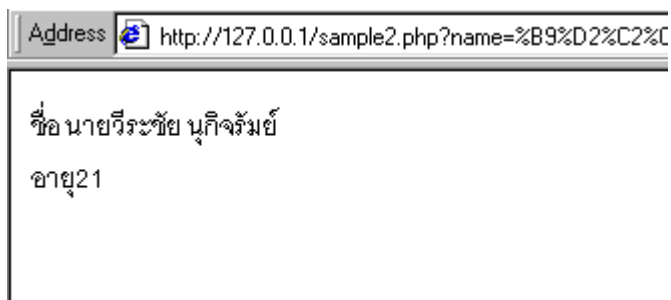 Address http://127.0.0.1/sample2.php?name=%B9%D2%C2%C
ชื่อ นายวีระชัย นุกิจรัมย์
อายุ21